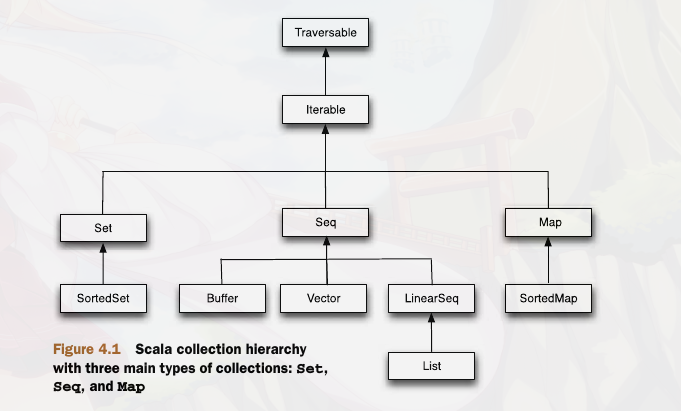 Traversable
Iterable
Set
Seq
Map
SortedSet
Buffer
Vector
LinearSeq
SortedMap
List
Figure 4.1 Scala collection hierarchy
with three main types of collections: Set,
Seq, and Map